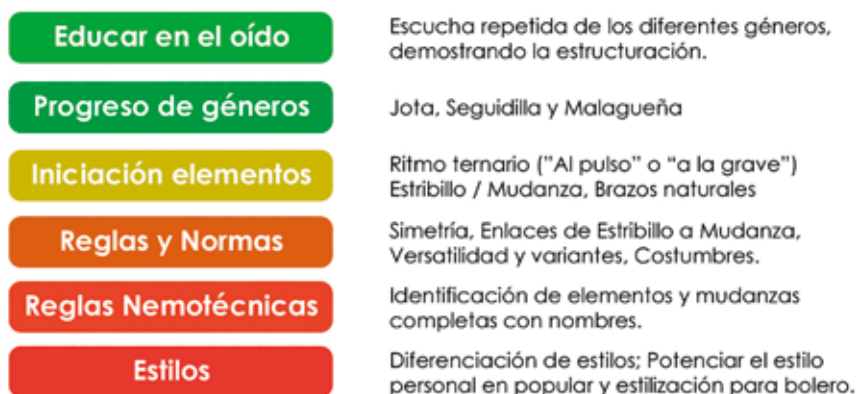 Educar en el oído
Escucha repetida de los diferentes géneros,
demostrando la estructuración.
Progreso de géneros
Jota, Seguidilla y Malagueña
Iniciación elementos
Ritmo ternario ("Al pulso" o “a la grave”)
Estribillo / Mudanza, Brazos naturales
Reglas y Normas
Simetría, Enlaces de Estribillo a Mudanza,
Versatilidad y variantes, Costumbres.
Reglas Nemotécnicas
Identificación de elementos y mudanzas
completas con nombres.
Estilos
Diferenciación de estilos; Potenciar el estilo
personal en popular y estilización para bolero.